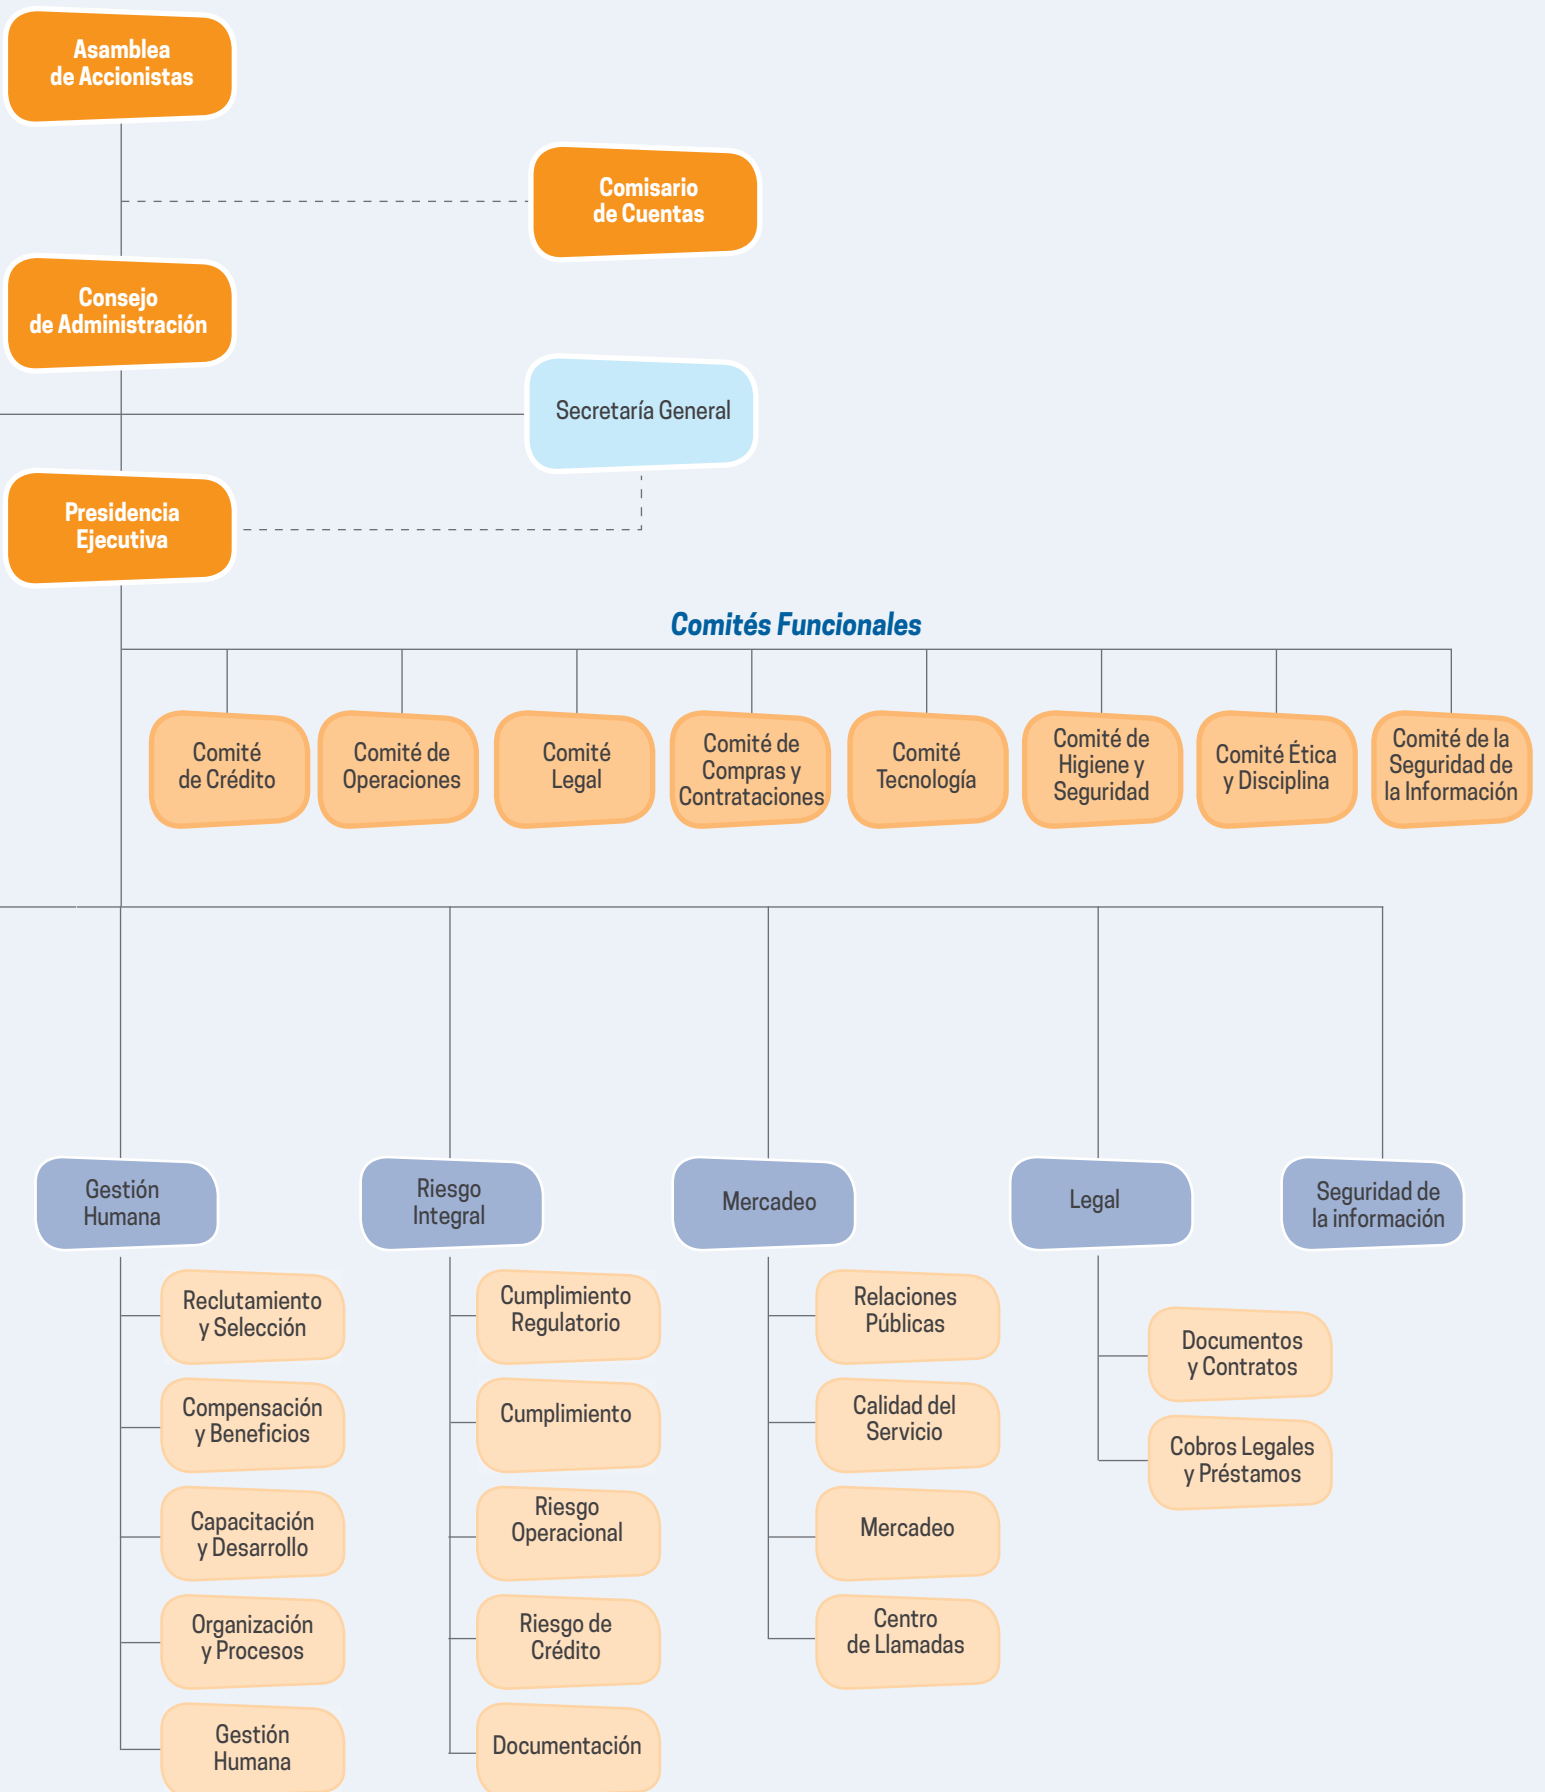 Asamblea
de Accionistas
Comisario
de Cuentas
Consejo
de Administración
Secretaría General
Presidencia
Ejecutiva
Comités Funcionales
Comité
de Crédito
Comité de
Operaciones
Comité
Legal
Comité de
Compras y
Contrataciones
Comité
Tecnología
Comité de
Higiene y
Seguridad
Comité Ética
y Disciplina
Comité de la
Seguridad de
la Información
Gestión
Humana
Reclutamiento
y Selección
Compensación
y Beneficios
Capacitación
y Desarrollo
Organización
y Procesos
Gestión
Humana
Riesgo
Integral
Cumplimiento
Regulatorio
Cumplimiento
Riesgo
Operacional
Riesgo de
Crédito
Documentación
Mercadeo
Relaciones
Públicas
Calidad del
Servicio
Mercadeo
Centro
de Llamadas
Legal
Documentos
y Contratos
Cobros Legales
y Préstamos
Seguridad de
la información